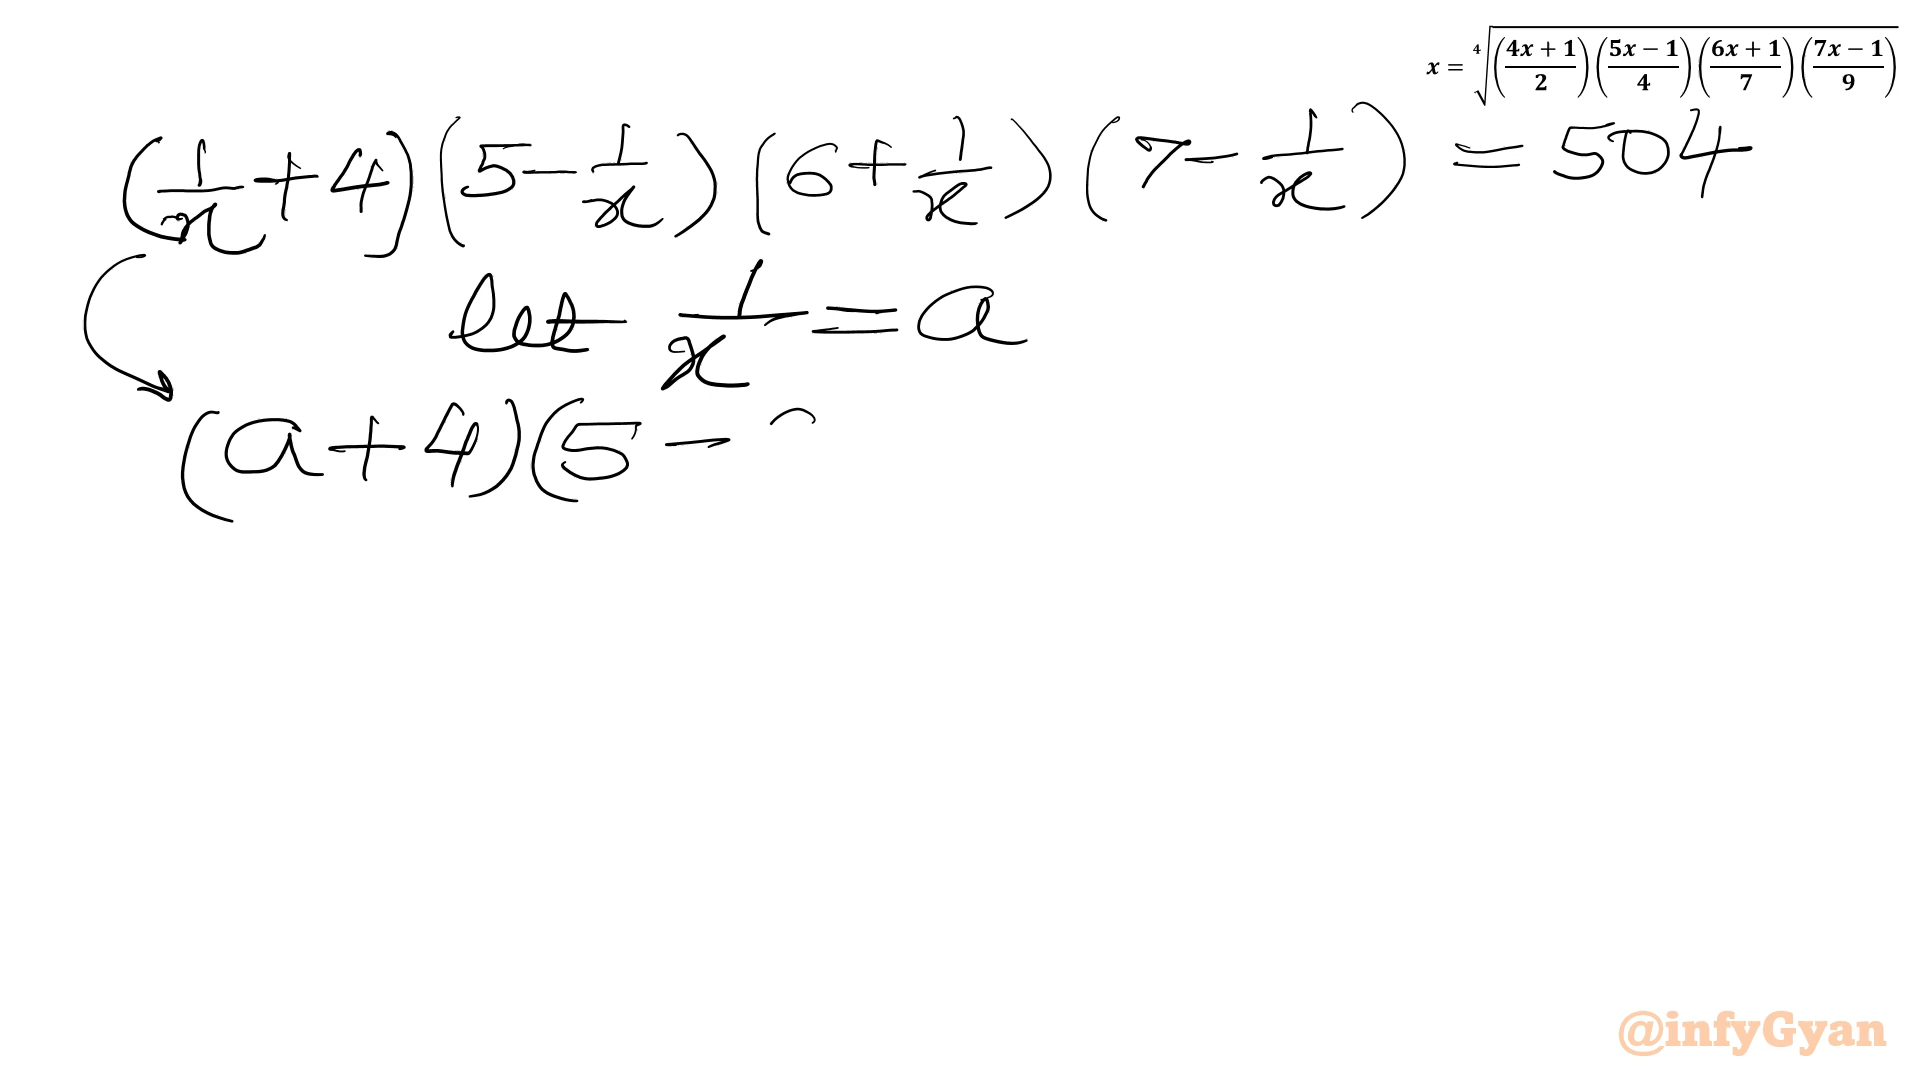 x = ∜((4x + 1)/2)((5x − 1)/4)((6x + 1)/7)((7x − 1)/9)
(1/x + 4)(5 − 1/x)(6 + 1/x)(7 − 1/x) = 504
let 1/x = a
(a + 4)(5 −
@infyGyan